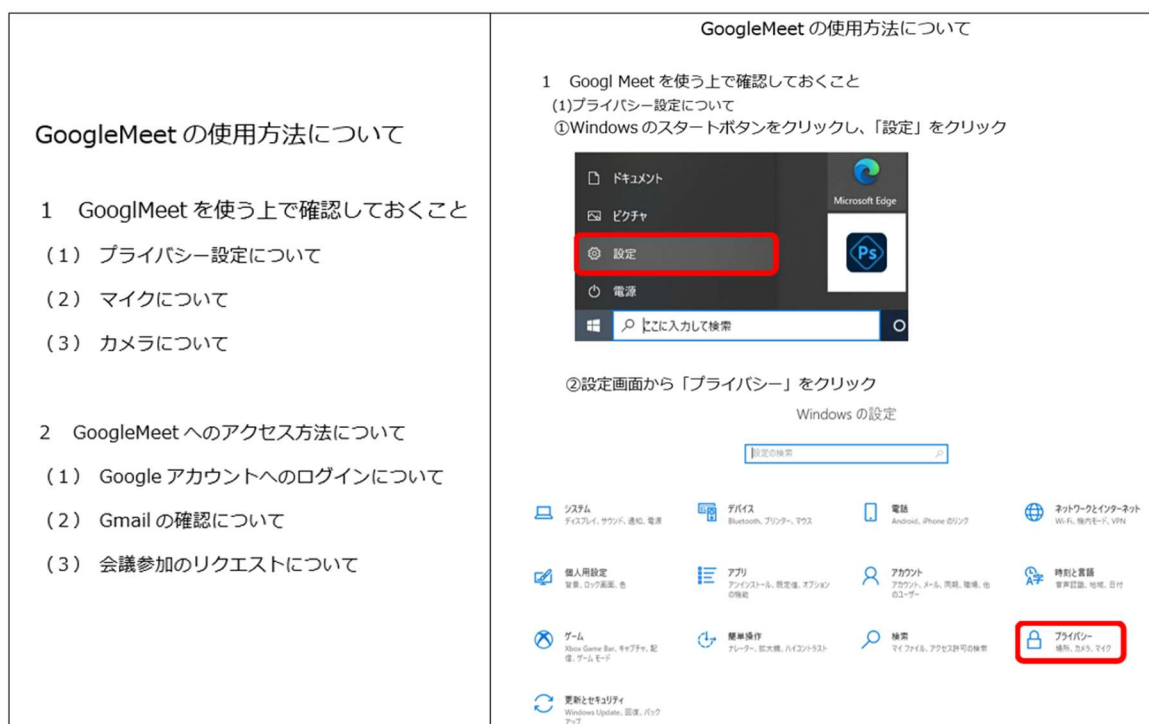 GoogleMeet の使用方法について
1 GooglMeet を使う上で確認しておくこと
(1) プライバシー設定について
(2) マイクについて
(3) カメラについて
2 GoogleMeet へのアクセス方法について
(1) Google アカウントへのログインについて
(2) Gmail の確認について
(3) 会議参加のリクエストについて
GoogleMeet の使用方法について
1 Googl Meet を使う上で確認しておくこと
(1)プライバシー設定について
①Windows のスタートボタンをクリックし、「設定」をクリック
ドキュメント
Microsoft Edge
ピクチャ
設定
Ps
電源
ここに入力して検索
②設定画面から「プライバシー」をクリック
Windows の設定
設定の検索
システム
ディスプレイ、サウンド、通知、電源
デバイス
Bluetooth、プリンター、マウス
電話
Android、iPhone のリンク
ネットワークとインターネット
Wi-Fi、機内モード、VPN
個人用設定
背景、ロック画面、色
アプリ
アンインストール、既定値、オプション
の機能
アカウント
アカウント、メール、同期、職場、他
のユーザー
時刻と言語
音声認識、地域、日付
ゲーム
Xbox Game Bar、キャプチャ、配
信、ゲーム モード
簡単操作
ナレーター、拡大鏡、ハイコントラスト
検索
マイ ファイル、アクセス許可の検索
プライバシー
場所、カメラ、マイク
更新とセキュリティ
Windows Update、回復、バック
アップ